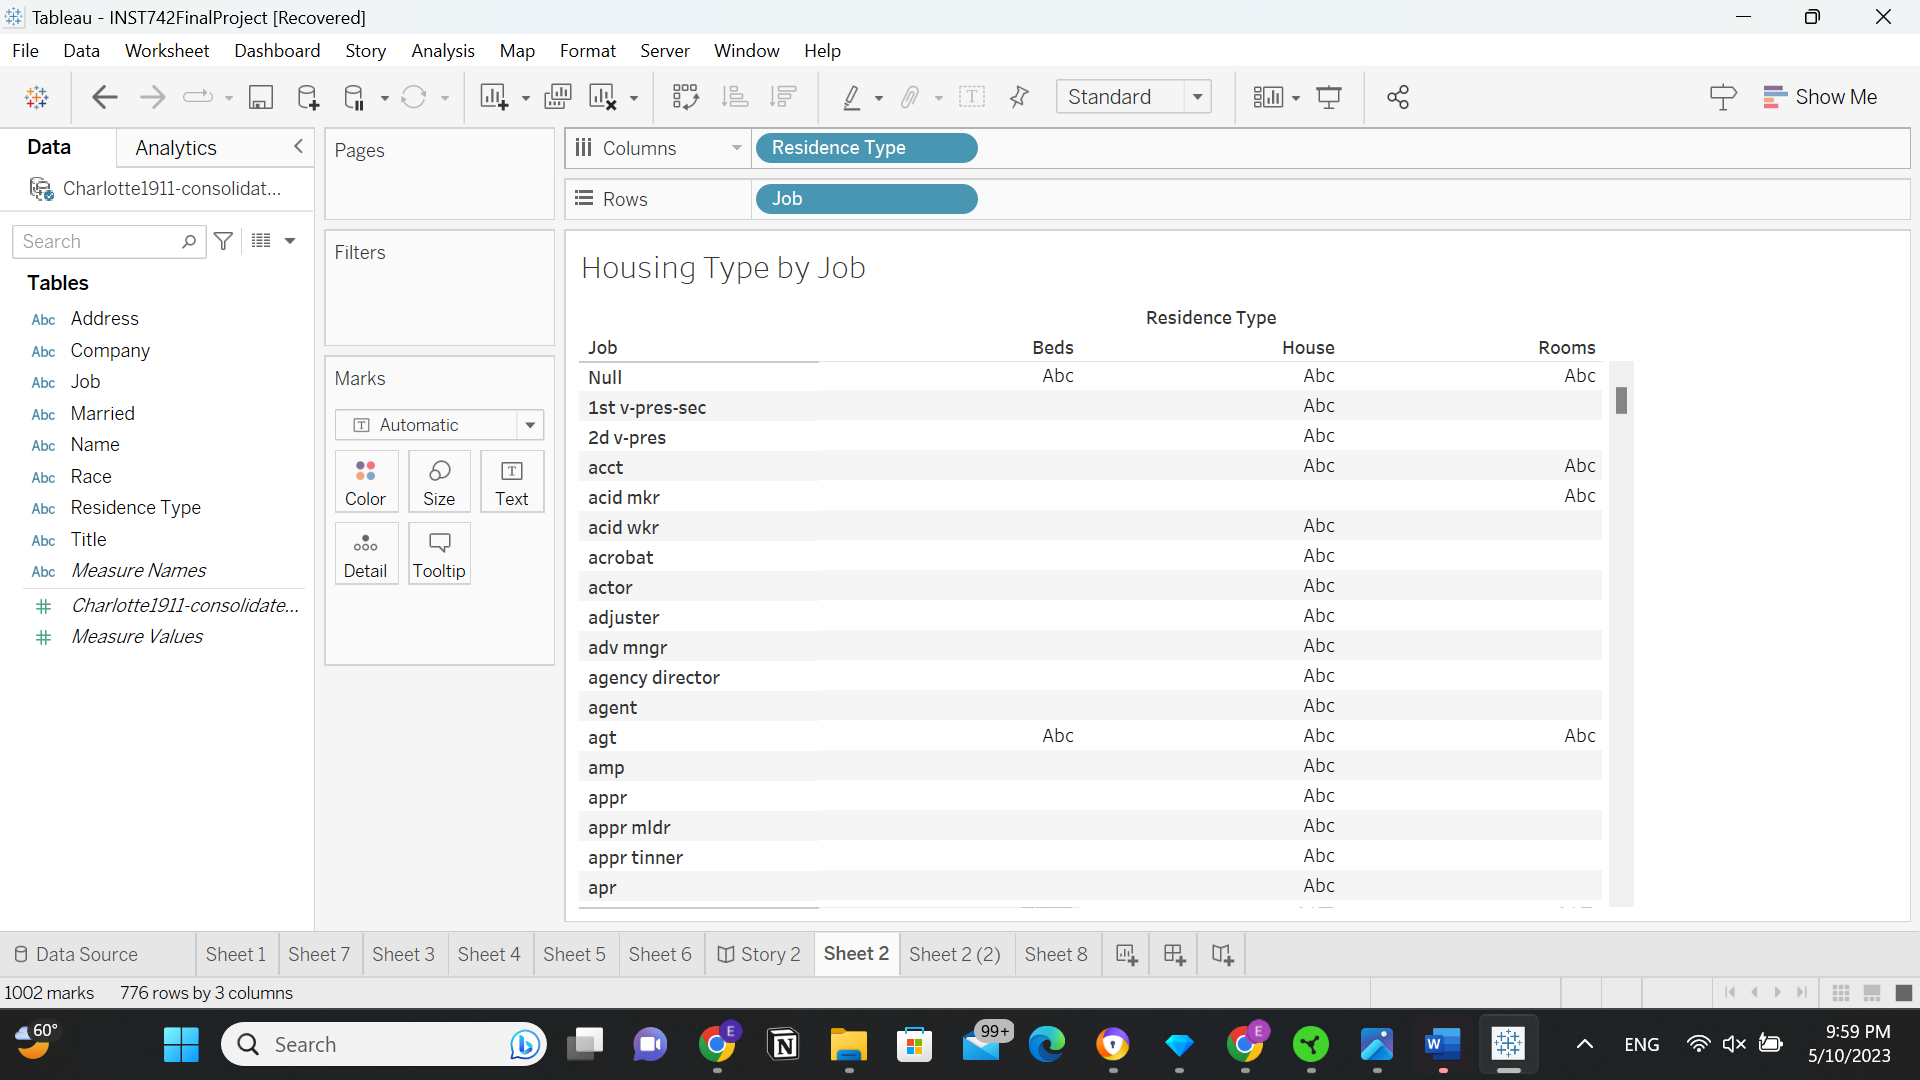 Tableau - INST742FinalProject [Recovered]
File Data Worksheet Dashboard Story Analysis Map Format Server Window Help
Standard
Show Me
Data Analytics
Charlotte1911-consolidat...
Search
Tables
Abc Address
Abc Company
Abc Job
Abc Married
Abc Name
Abc Race
Abc Residence Type
Abc Title
Abc Measure Names
Charlotte1911-consolidate...
Measure Values
Pages
Filters
Marks
Automatic
Color Size Text
Detail Tooltip
Columns Residence Type
Rows Job
Housing Type by Job
Residence Type
Job Beds House Rooms
Null Abc Abc Abc
1st v-pres-sec Abc
2d v-pres Abc
acct Abc Abc
acid mkr Abc
acid wkr Abc
acrobat Abc
actor Abc
adjuster Abc
adv mngr Abc
agency director Abc
agent Abc
agt Abc Abc Abc
amp Abc
appr Abc
appr mldr Abc
appr tinner Abc
apr Abc
Data Source Sheet 1 Sheet 7 Sheet 3 Sheet 4 Sheet 5 Sheet 6 Story 2 Sheet 2 Sheet 2 (2) Sheet 8
1002 marks 776 rows by 3 columns
60°
Search
99+
E
E
W
ENG
9:59 PM
5/10/2023